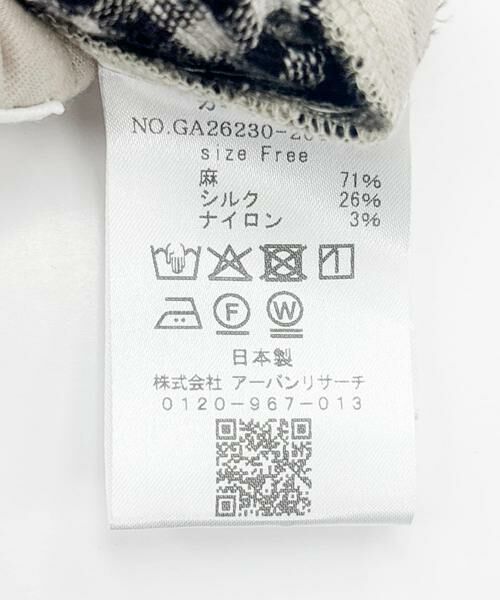 NO.GA26230-
size Free
麻 71%
シルク 26%
ナイロン 3%
F W
日本製
株式会社 アーバンリサーチ
0120-967-013